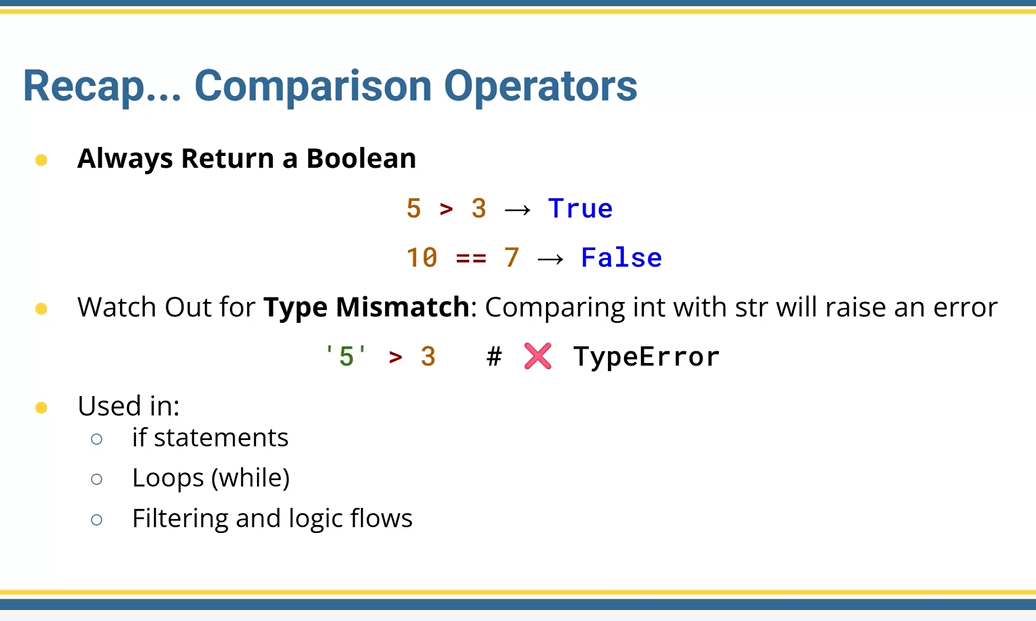 Recap... Comparison Operators
● Always Return a Boolean
5 > 3 → True
10 == 7 → False
● Watch Out for Type Mismatch: Comparing int with str will raise an error
'5' > 3 # ❌ TypeError
● Used in:
○ if statements
○ Loops (while)
○ Filtering and logic flows